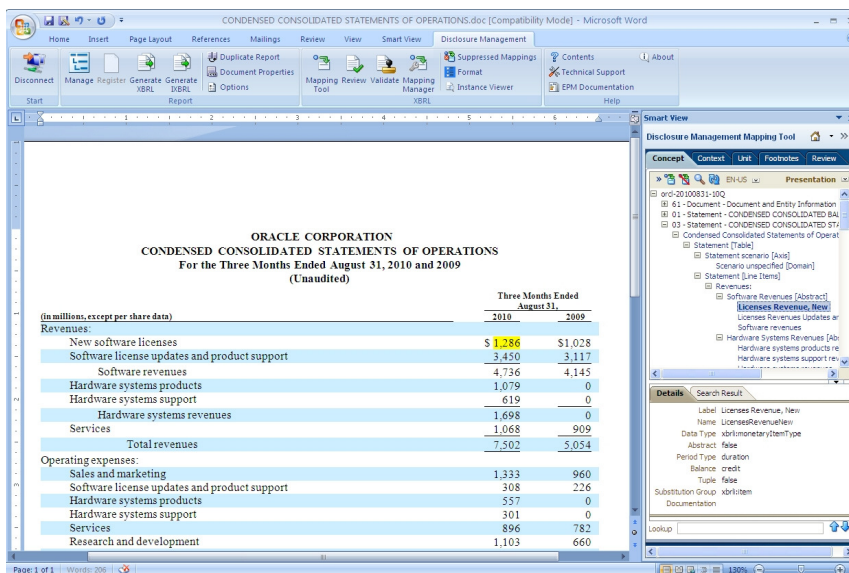 CONDENSED CONSOLIDATED STATEMENTS OF OPERATIONS.doc [Compatibility Mode] - Microsoft Word
Home Insert Page Layout References Mailings Review View Smart View Disclosure Management
Disconnect
Manage Register Generate XBRL Generate IXBRL
Duplicate Report
Document Properties
Options
Mapping Tool Review Validate Mapping Manager
Suppressed Mappings
Format
Instance Viewer
Contents
Technical Support
EPM Documentation
About
Start Report XBRL Help
Smart View
Disclosure Management Mapping Tool
Concept Context Unit Footnotes Review
EN-US Presentation
orcl-20100831-10Q
61 - Document - Document and Entity Information
01 - Statement - CONDENSED CONSOLIDATED BAL
03 - Statement - CONDENSED CONSOLIDATED STA
Condensed Consolidated Statements of Operat
Statement [Table]
Statement scenario [Axis]
Scenario unspecified [Domain]
Statement [Line Items]
Revenues:
Software Revenues [Abstract]
Licenses Revenue, New
Licenses Revenues Updates ar
Software revenues
Hardware Systems Revenues [Abs
Hardware systems products re
Hardware systems support rev
Details Search Result
Label Licenses Revenue, New
Name LicensesRevenueNew
Data Type xbrli:monetaryItemType
Abstract false
Period Type duration
Balance credit
Tuple false
Substitution Group xbrli:item
Documentation
Lookup
ORACLE CORPORATION
CONDENSED CONSOLIDATED STATEMENTS OF OPERATIONS
For the Three Months Ended August 31, 2010 and 2009
(Unaudited)
Three Months Ended
August 31,
(in millions, except per share data) 2010 2009
Revenues:
New software licenses $ 1,286 $1,028
Software license updates and product support 3,450 3,117
Software revenues 4,736 4,145
Hardware systems products 1,079 0
Hardware systems support 619 0
Hardware systems revenues 1,698 0
Services 1,068 909
Total revenues 7,502 5,054
Operating expenses:
Sales and marketing 1,333 960
Software license updates and product support 308 226
Hardware systems products 557 0
Hardware systems support 301 0
Services 896 782
Research and development 1,103 660
Page: 1 of 1 Words: 206 130%